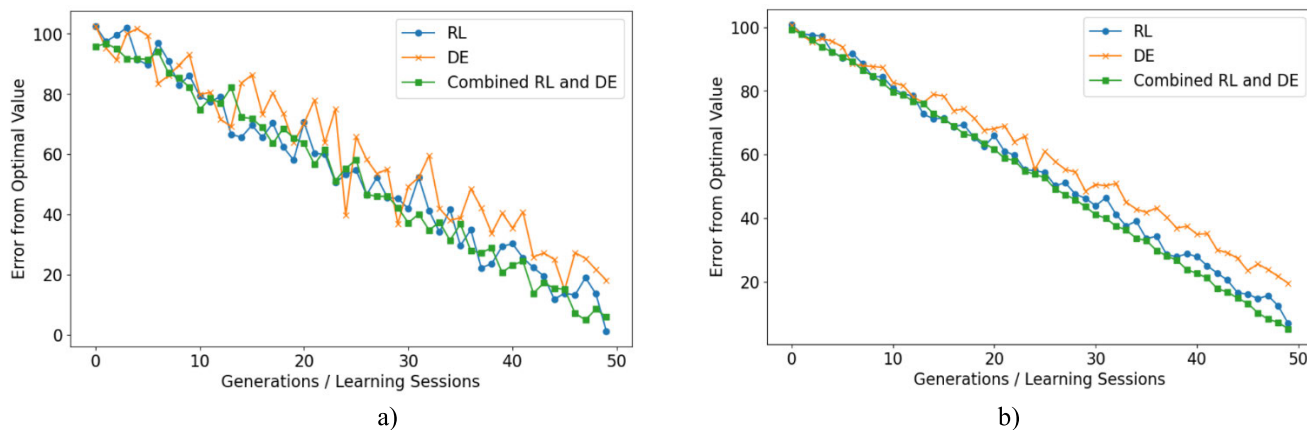 RL
DE
Combined RL and DE
Error from Optimal Value
100
80
60
40
20
0
0
10
20
30
40
50
Generations / Learning Sessions
a)
RL
DE
Combined RL and DE
Error from Optimal Value
100
80
60
40
20
0
10
20
30
40
50
Generations / Learning Sessions
b)